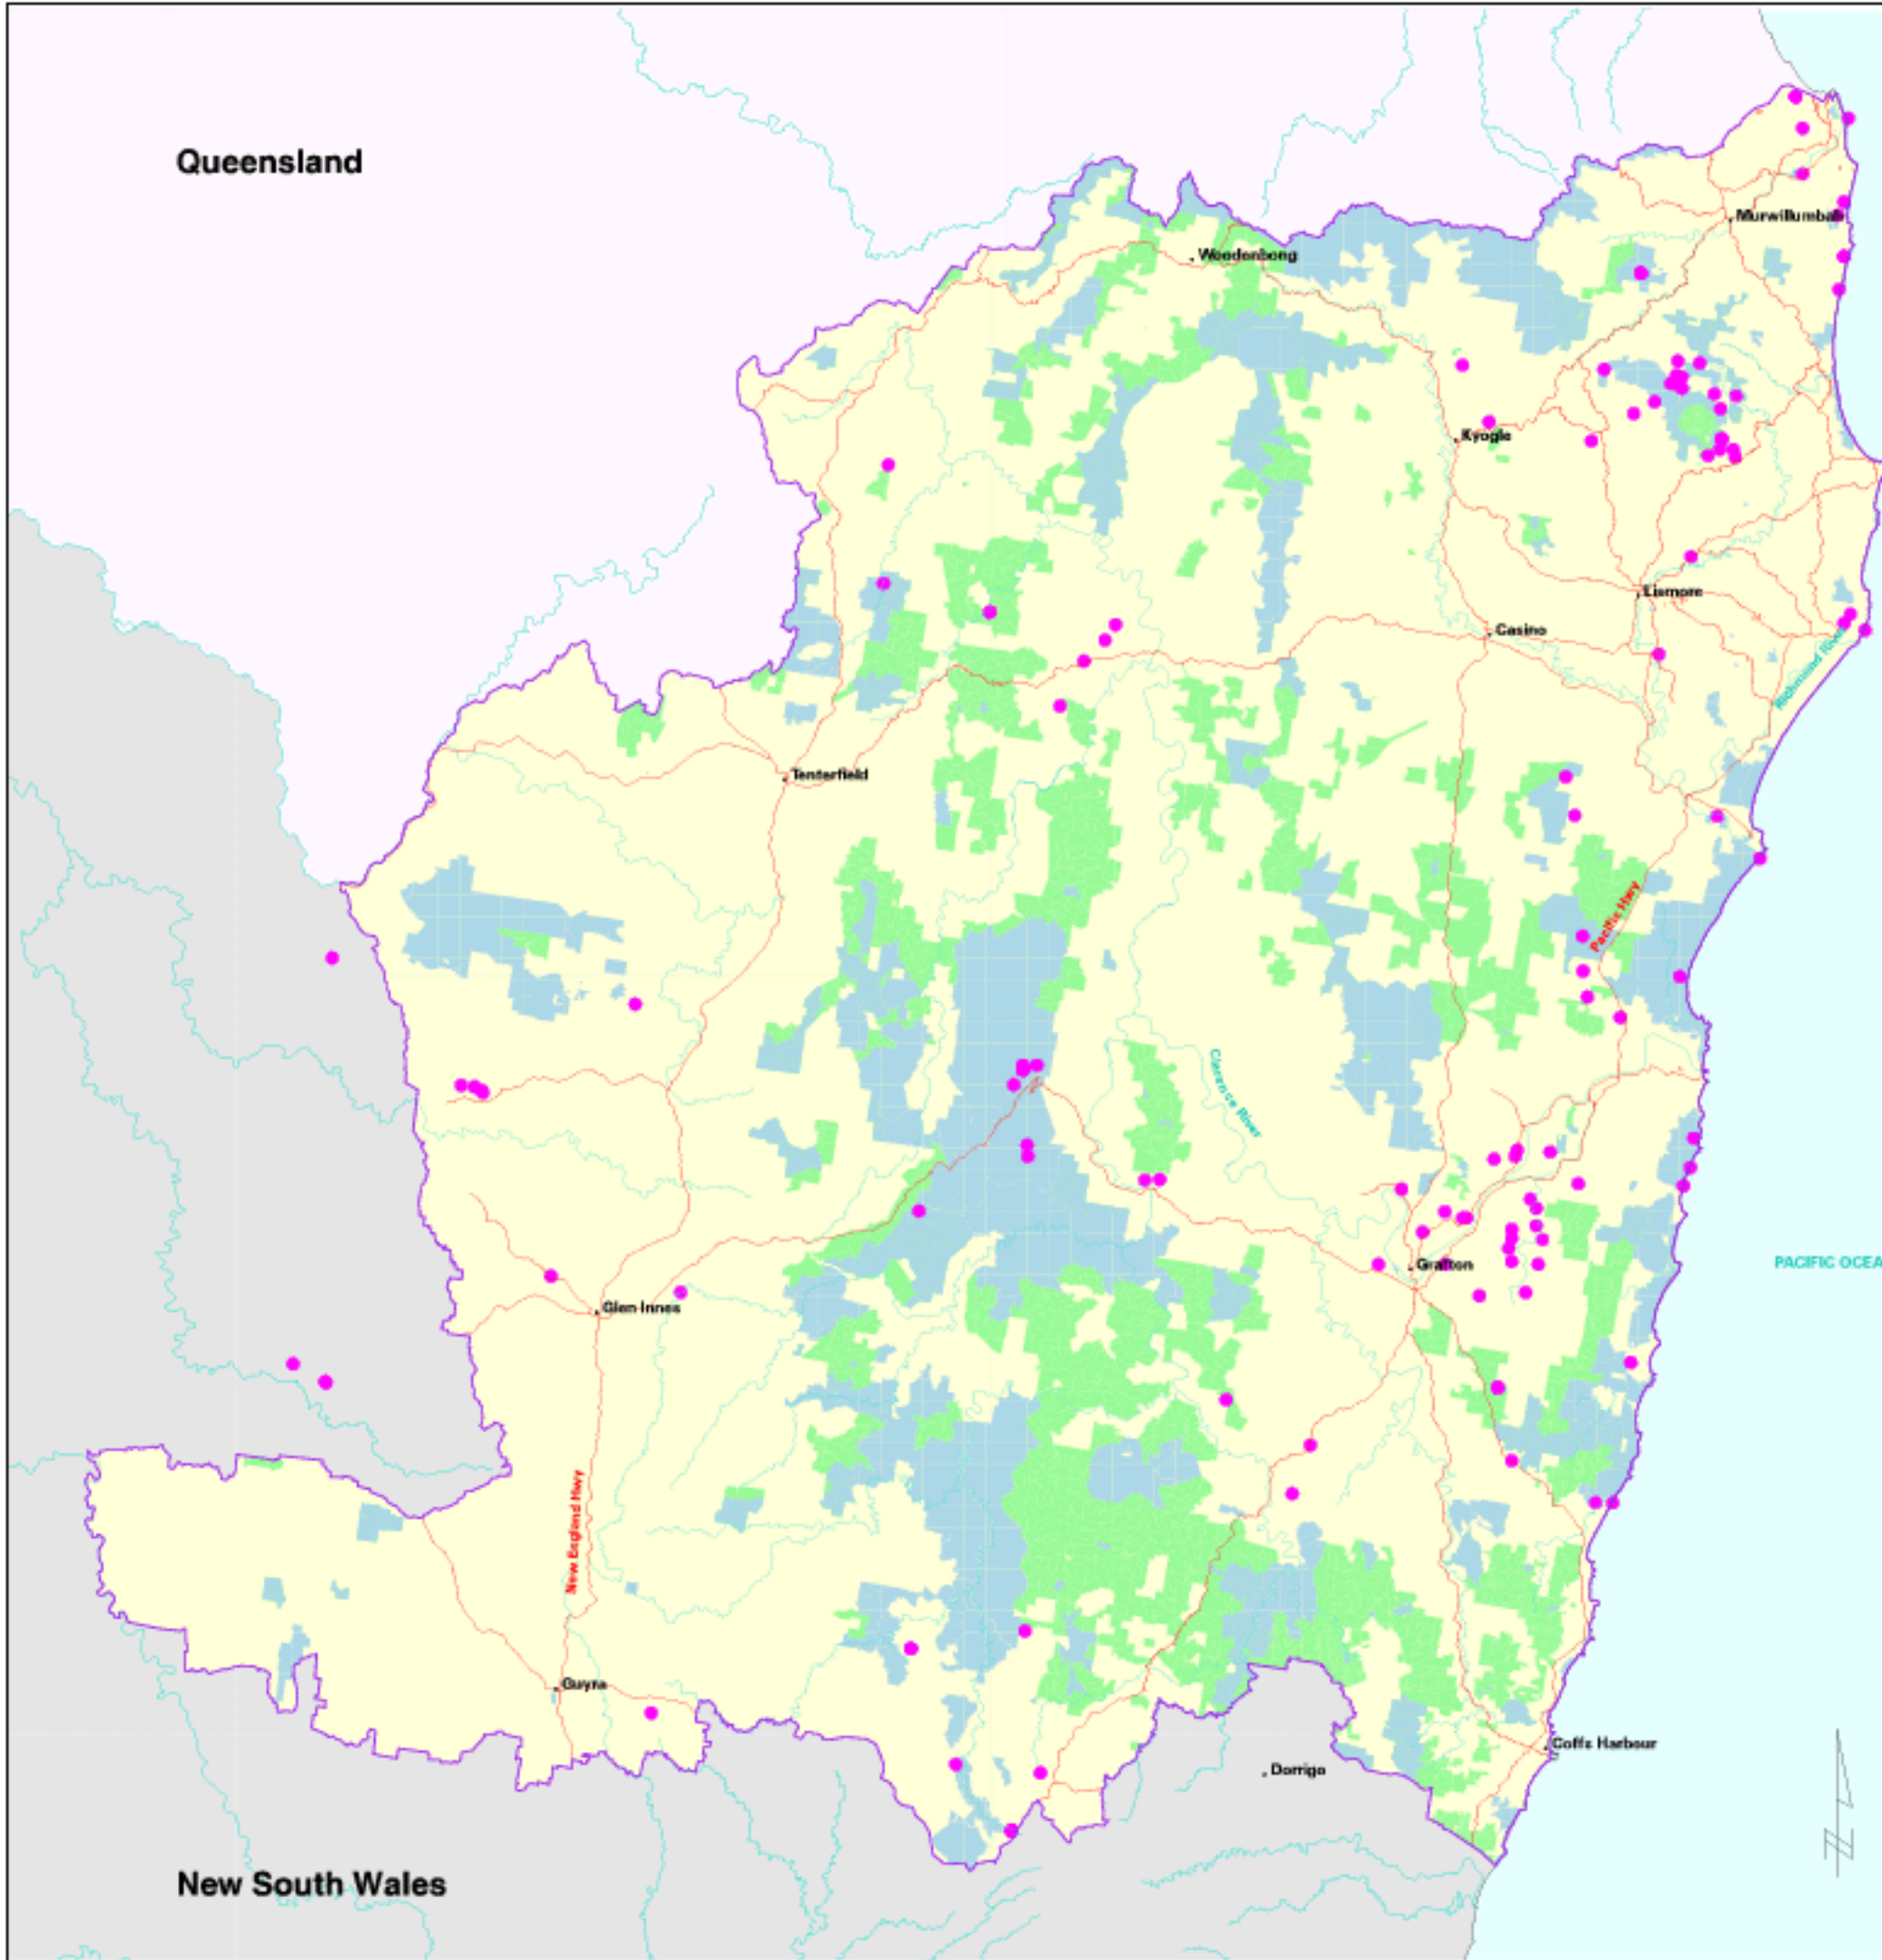 Queensland
Murwillumbah
Woodenbong
Kyogle
Lismore
Casino
Richmond River
Tenterfield
Pacific Hwy
Clarence River
PACIFIC OCEA
Grafton
Glen Innes
New England Hwy
Guyra
Coffs Harbour
Dorrigo
New South Wales
N